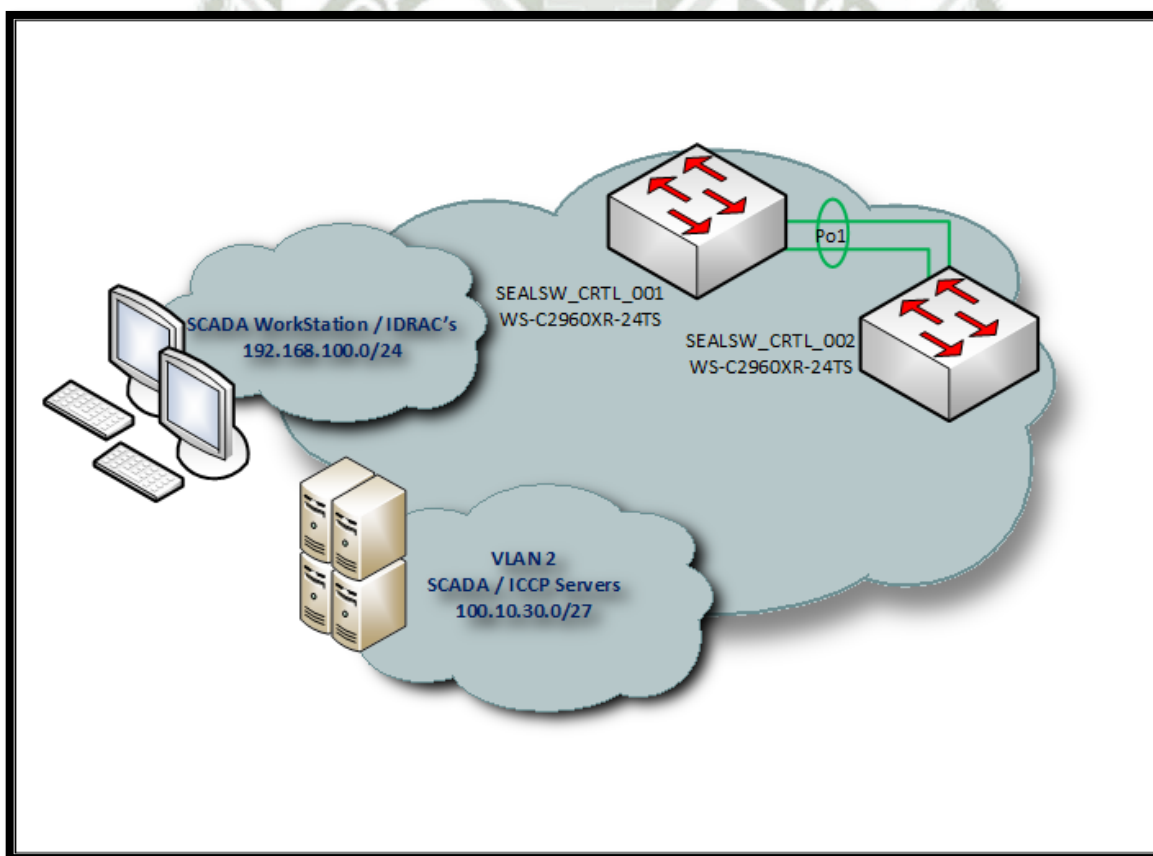 Po1
SEALSW_CRTL_001
WS-C2960XR-24TS
SEALSW_CRTL_002
WS-C2960XR-24TS
SCADA WorkStation / IDRAC's
192.168.100.0/24
VLAN 2
SCADA / ICCP Servers
100.10.30.0/27